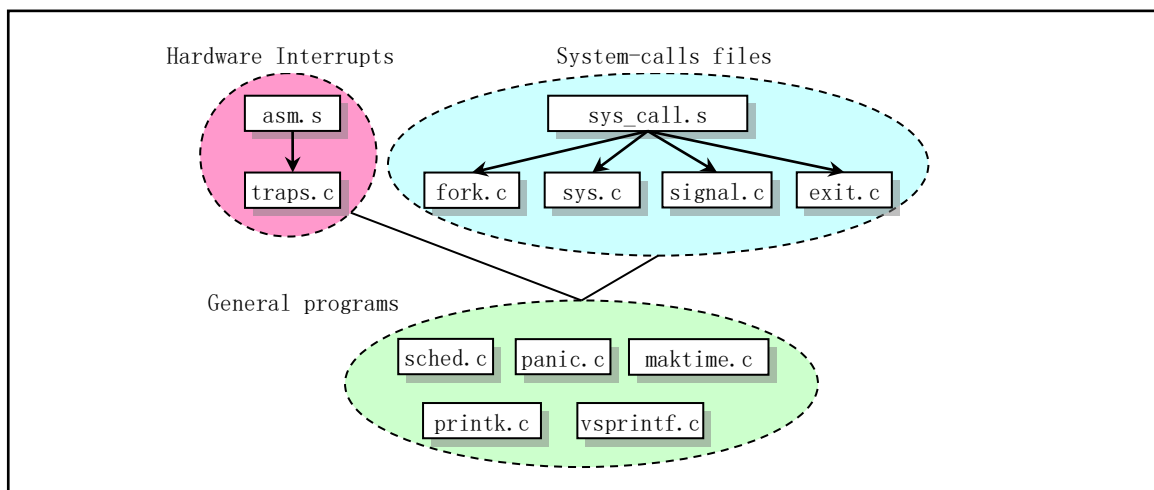 Hardware Interrupts
System-calls files
asm.s
sys_call.s
traps.c
fork.c
sys.c
signal.c
exit.c
General programs
sched.c
panic.c
maktime.c
printk.c
vsprintf.c